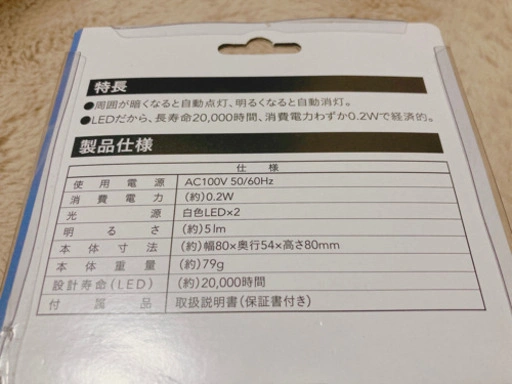 特長
●周囲が暗くなると自動点灯、明るくなると自動消灯。
●LEDだから、長寿命20,000時間、消費電力わずか0.2Wで経済的。
製品仕様
仕様
使用電源 AC100V 50/60Hz
消費電力 (約)0.2W
光源 白色LED×2
明るさ (約)5lm
本体寸法 (約)幅80×奥行54×高さ80mm
本体重量 (約)79g
設計寿命(LED) (約)20,000時間
付属品 取扱説明書(保証書付き)